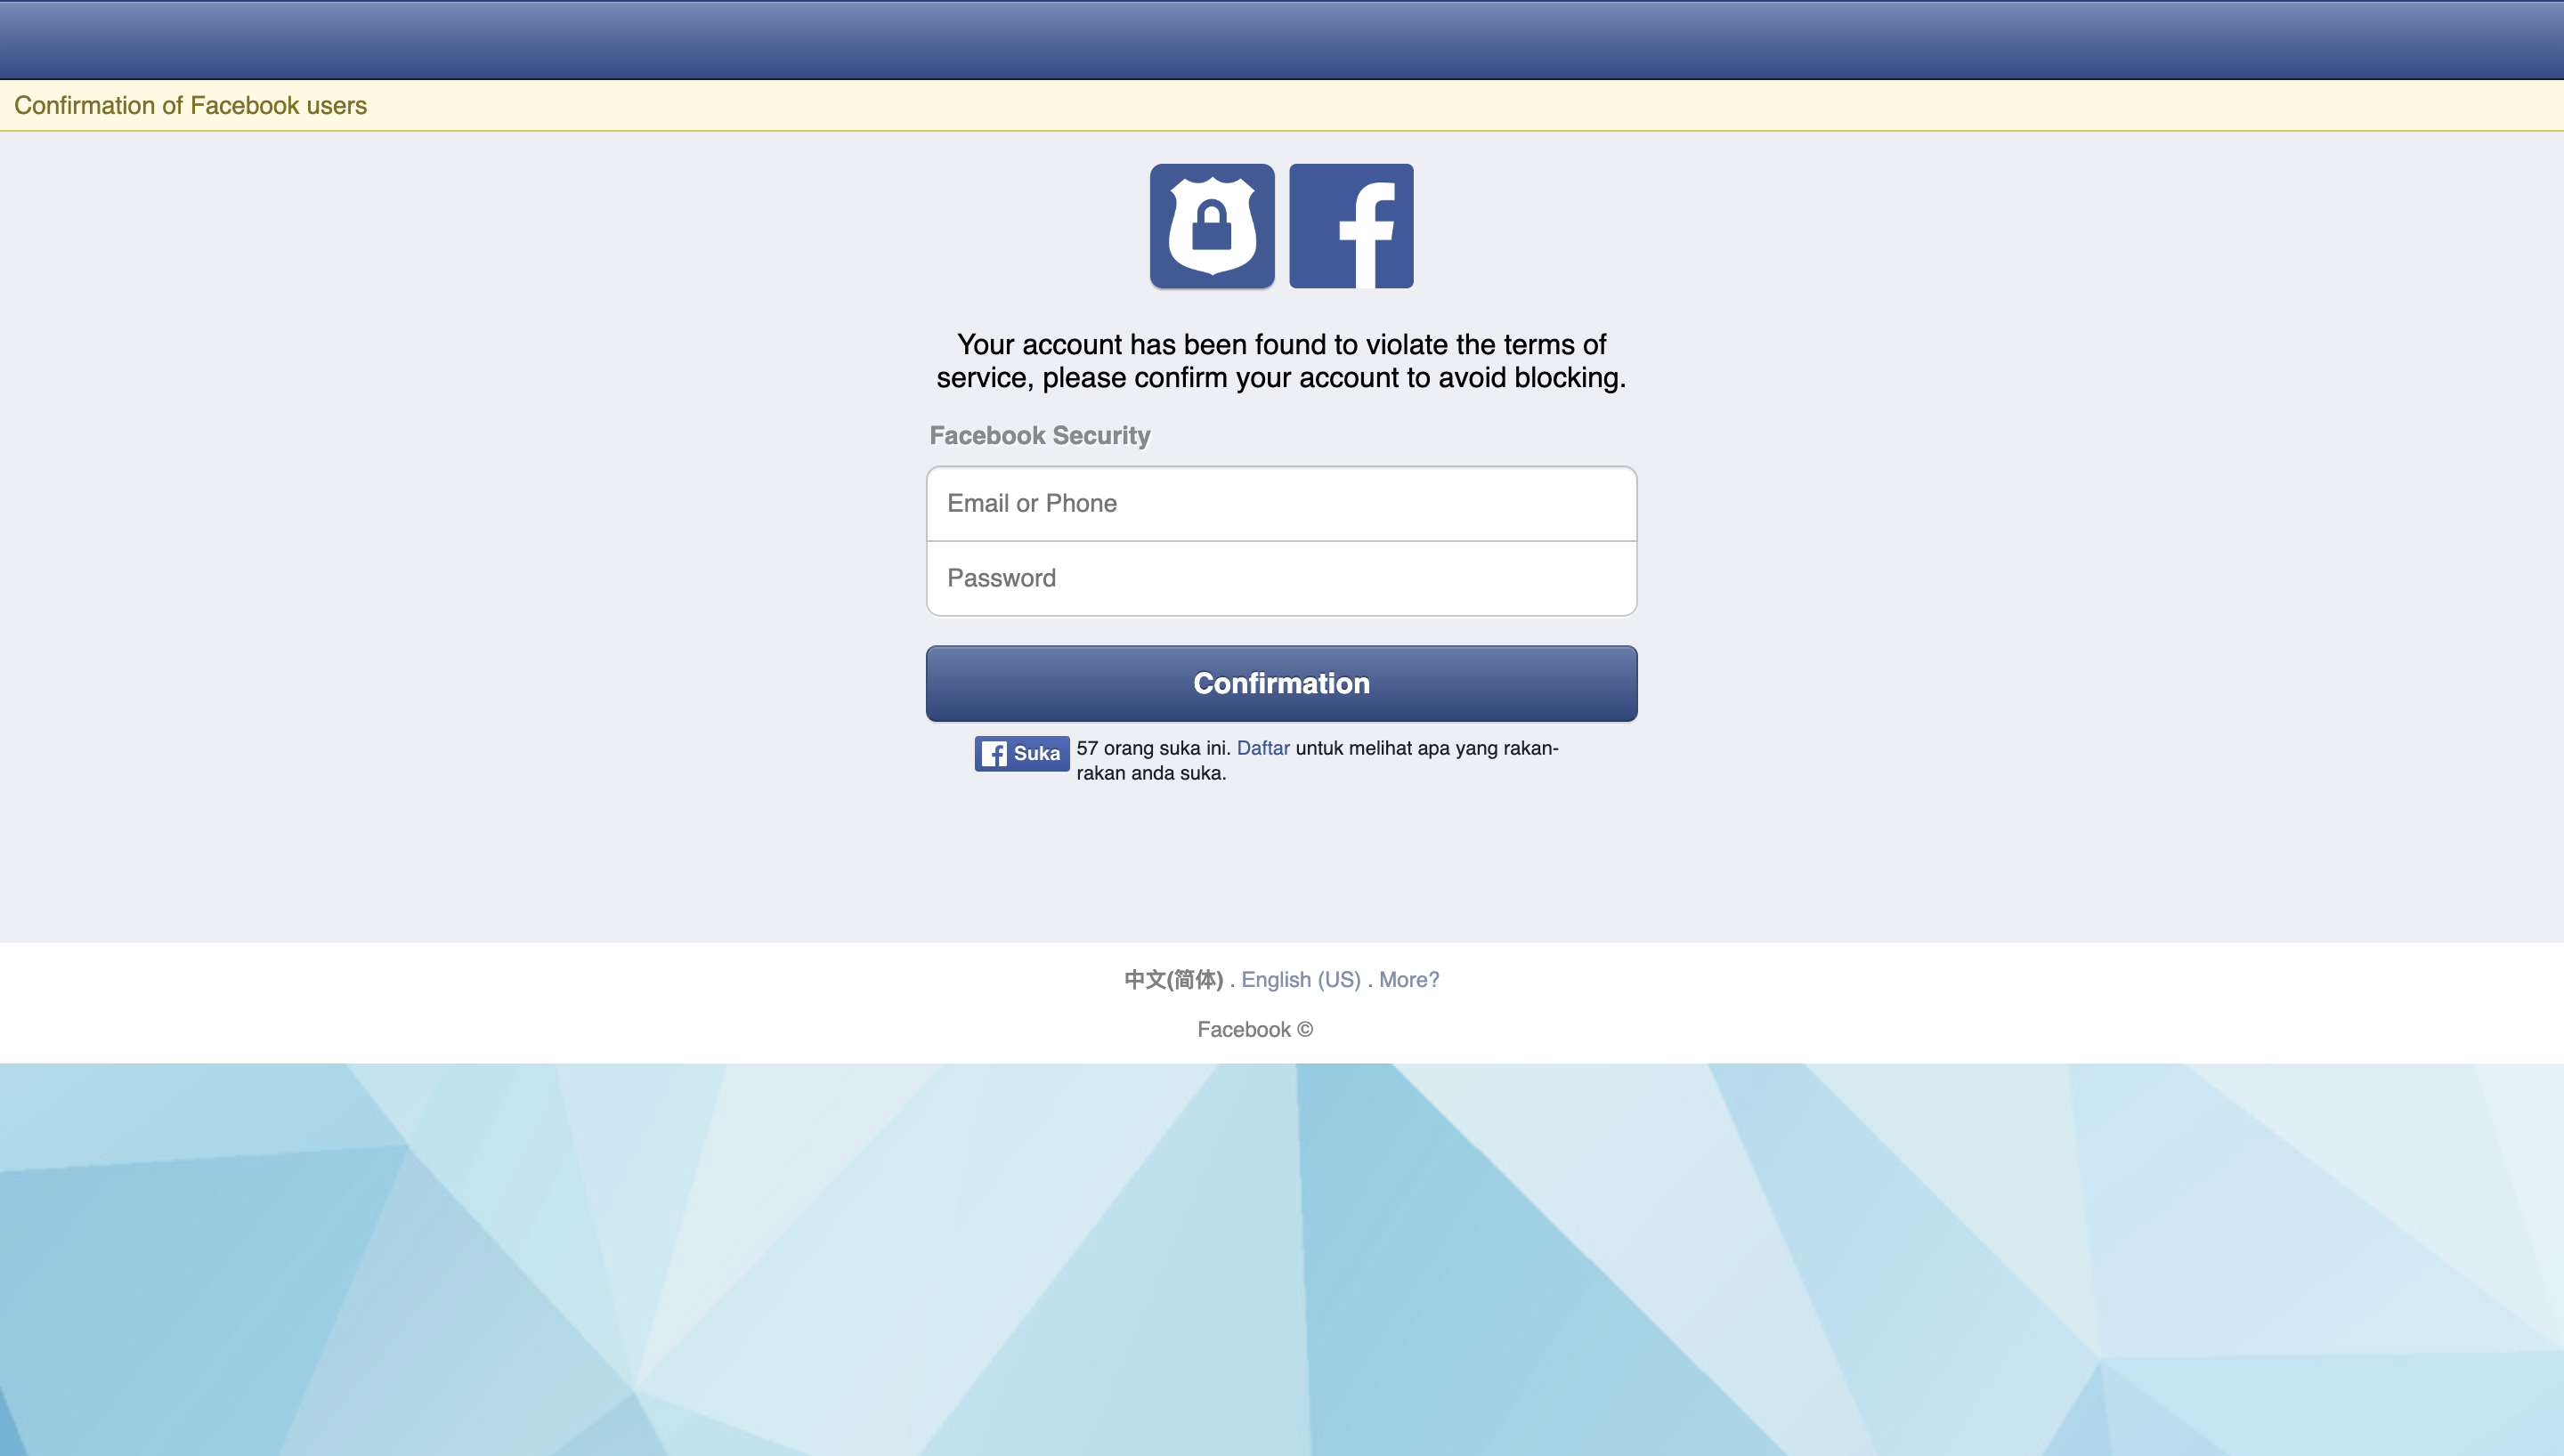 Confirmation of Facebook users
Your account has been found to violate the terms of
service, please confirm your account to avoid blocking.
Facebook Security
Email or Phone
Password
Confirmation
Suka
57 orang suka ini. Daftar untuk melihat apa yang rakan-
rakan anda suka.
中文(简体) . English (US) . More?
Facebook ©